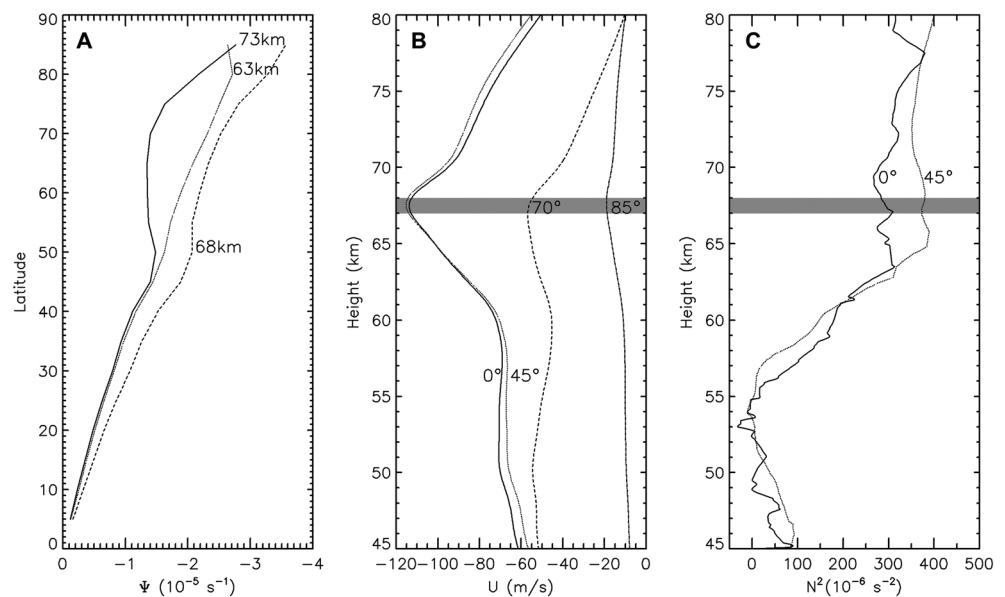 A
73km
63km
68km
Latitude
90
80
70
60
50
40
30
20
10
0
0 −1 −2 −3 −4
Ψ (10⁻⁵ s⁻¹)
B
70°
85°
0° 45°
Height (km)
80
75
70
65
60
55
50
45
−120 −100 −80 −60 −40 −20 0
U (m/s)
C
0° 45°
Height (km)
80
75
70
65
60
55
50
45
0 100 200 300 400 500
N²(10⁻⁶ s⁻²)